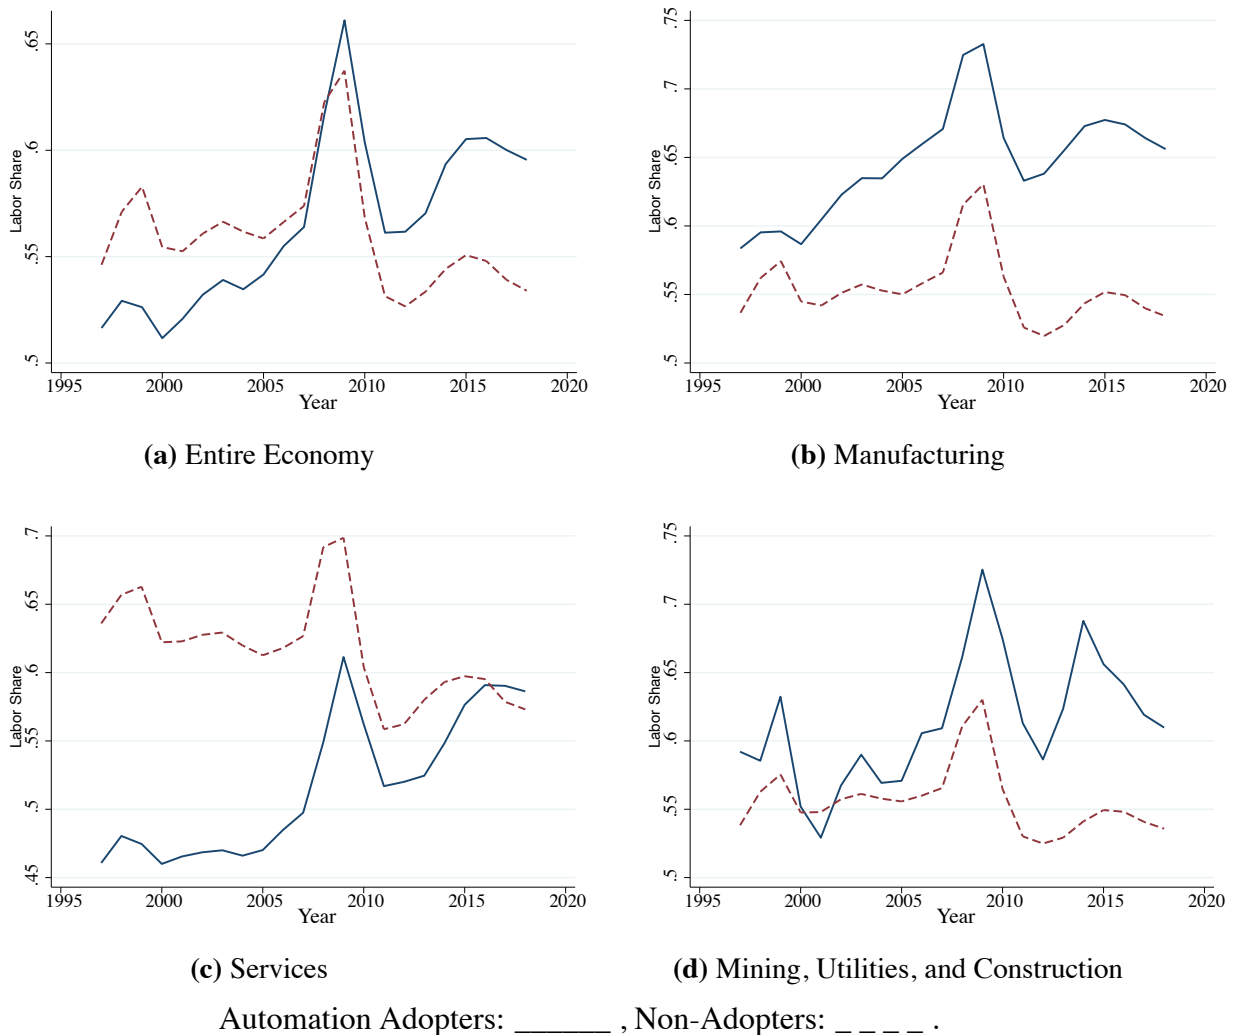 .65
.6
.55
.5
Labor Share
1995 2000 2005 2010 2015 2020
Year
(a) Entire Economy
.75
.7
.65
.6
.55
.5
Labor Share
1995 2000 2005 2010 2015 2020
Year
(b) Manufacturing
.7
.65
.6
.55
.5
.45
Labor Share
1995 2000 2005 2010 2015 2020
Year
(c) Services
.75
.7
.65
.6
.55
.5
Labor Share
1995 2000 2005 2010 2015 2020
Year
(d) Mining, Utilities, and Construction
Automation Adopters: ______ , Non-Adopters: _ _ _ _ .